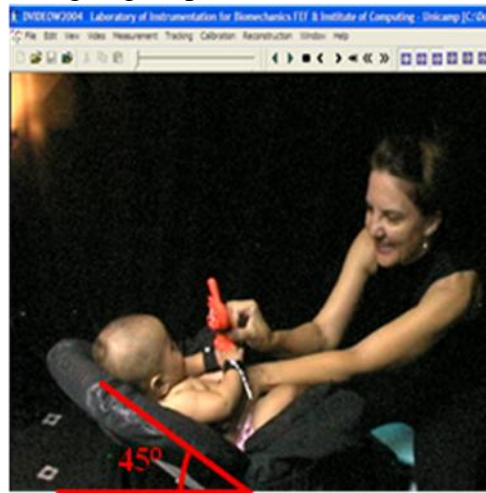 DVIDEOW2004 Laboratory of Instrumentation for Biomechanics FEF & Institute of Computing - Unicamp [C:\D
File Edit View Video Measurement Tracking Calibration Reconstruction Window Help
45º